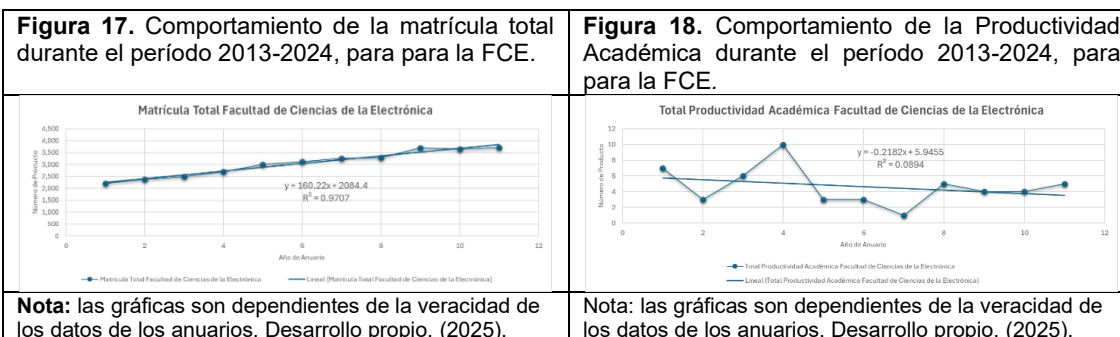 Figura 17. Comportamiento de la matrícula total
durante el período 2013-2024, para para la FCE.
Matrícula Total Facultad de Ciencias de la Electrónica
4,500
4,000
3,500
3,000
2,500
2,000
1,500
1,000
500
0
Número de Producto
y = 160.22x + 2084.4
R² = 0.9707
0 2 4 6 8 10 12
Año de Anuario
Matrícula Total Facultad de Ciencias de la Electrónica
Lineal (Matrícula Total Facultad de Ciencias de la Electrónica)
Nota: las gráficas son dependientes de la veracidad de
los datos de los anuarios. Desarrollo propio. (2025).
Figura 18. Comportamiento de la Productividad
Académica durante el período 2013-2024, para
para la FCE.
Total Productividad Académica Facultad de Ciencias de la Electrónica
12
10
8
6
4
2
0
Número de Producto
y = -0.2182x + 5.9455
R² = 0.0894
0 2 4 6 8 10 12
Año de Anuario
Total Productividad Académica Facultad de Ciencias de la Electrónica
Lineal (Total Productividad Académica Facultad de Ciencias de la Electrónica)
Nota: las gráficas son dependientes de la veracidad de
los datos de los anuarios. Desarrollo propio. (2025).